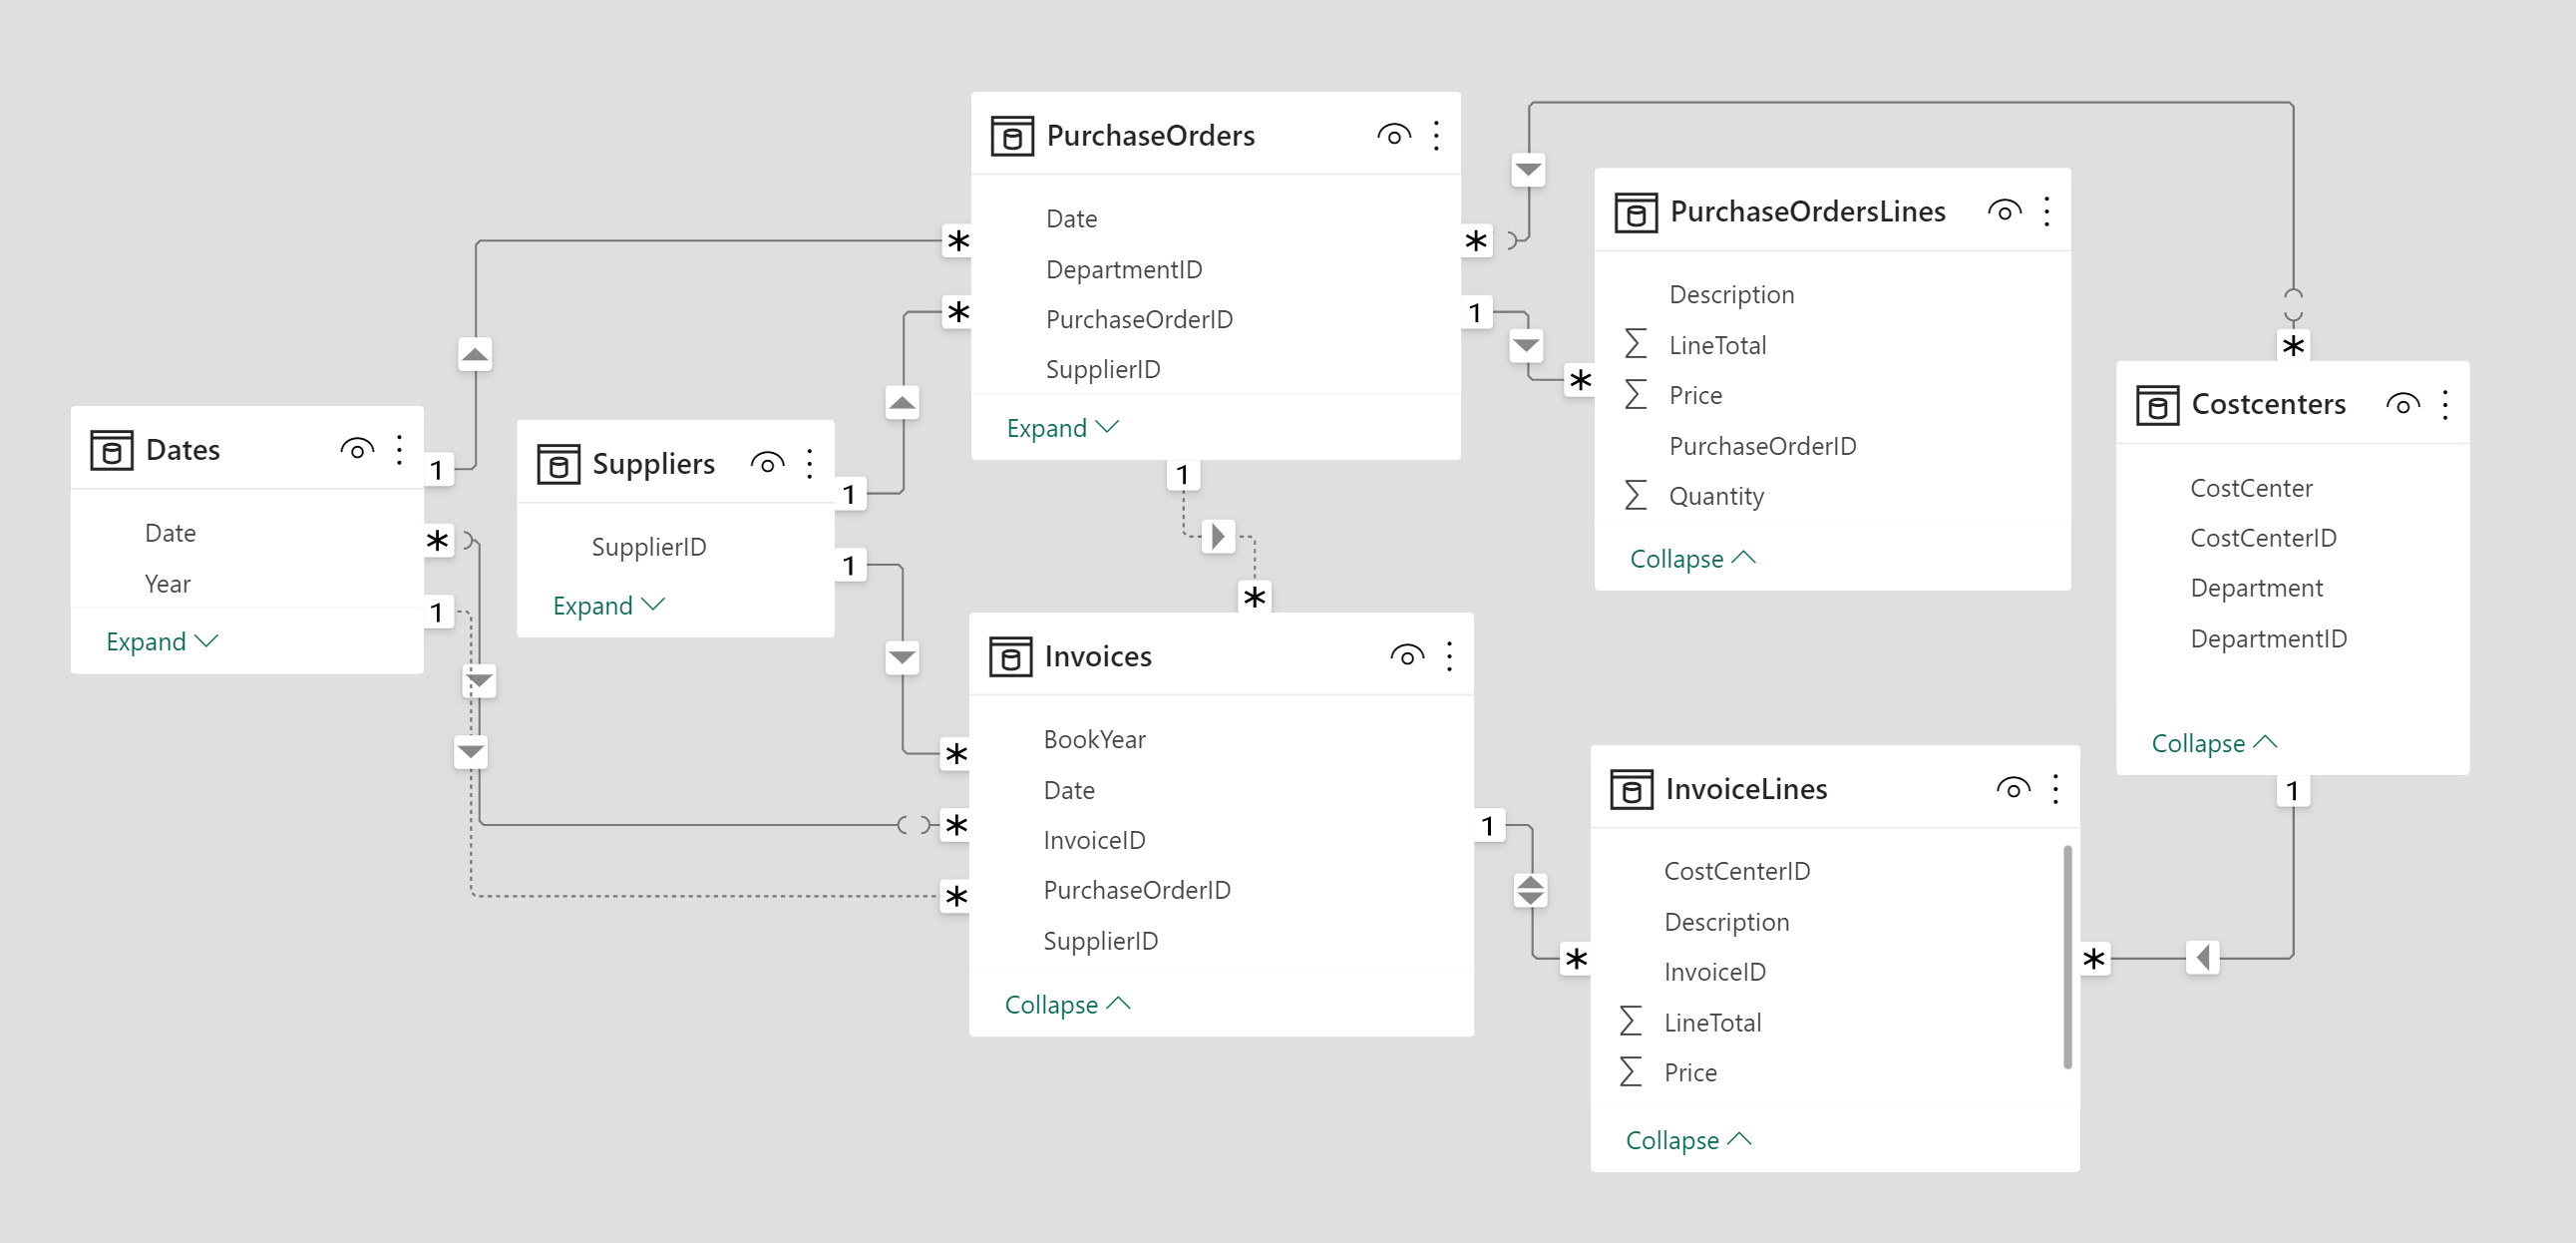 PurchaseOrders
Date
DepartmentID
PurchaseOrderID
SupplierID
Expand
PurchaseOrdersLines
Description
LineTotal
Price
PurchaseOrderID
Quantity
Collapse
Dates
Date
Year
Expand
Suppliers
SupplierID
Expand
Costcenters
CostCenter
CostCenterID
Department
DepartmentID
Collapse
Invoices
BookYear
Date
InvoiceID
PurchaseOrderID
SupplierID
Collapse
InvoiceLines
CostCenterID
Description
InvoiceID
LineTotal
Price
Collapse
*
*
*
1
1
*
*
1
*
1
1
1
1
*
*
*
*
1
*
*
1